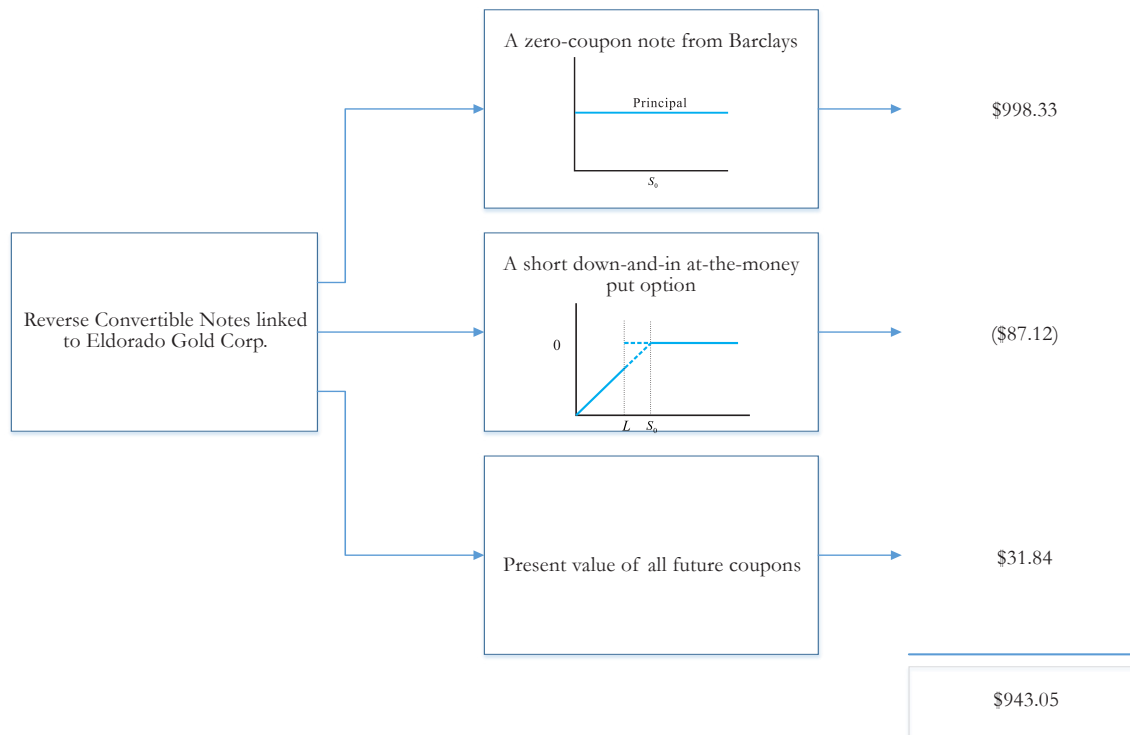 A zero-coupon note from Barclays
Principal
S₀
$998.33
Reverse Convertible Notes linked
to Eldorado Gold Corp.
A short down-and-in at-the-money
put option
0
L S₀
($87.12)
Present value of all future coupons
$31.84
$943.05